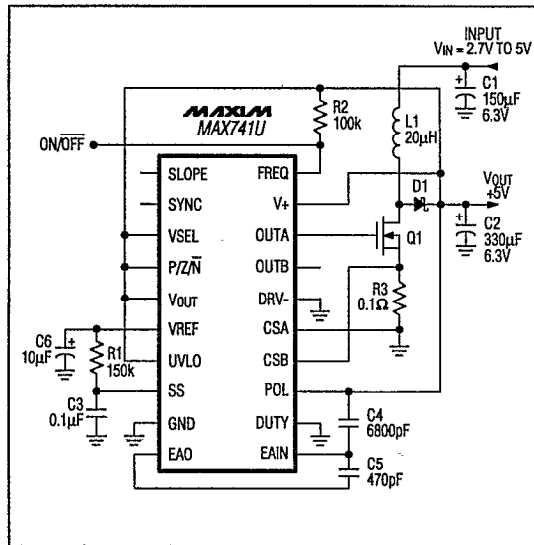 INPUT
VIN = 2.7V TO 5V
C1
150µF
6.3V
MAXIM
MAX741U
R2
100k
L1
20µH
ON/OFF
SLOPE
FREQ
SYNC
V+
D1
VOUT
+5V
VSEL
OUTA
Q1
C2
330µF
6.3V
P/Z/N
OUTB
VOUT
DRV-
R3
0.1Ω
C6
10µF
R1
150k
VREF
CSA
UVLO
CSB
SS
POL
C3
0.1µF
GND
DUTY
C4
6800pF
EAO
EAIN
C5
470pF
+
+
+